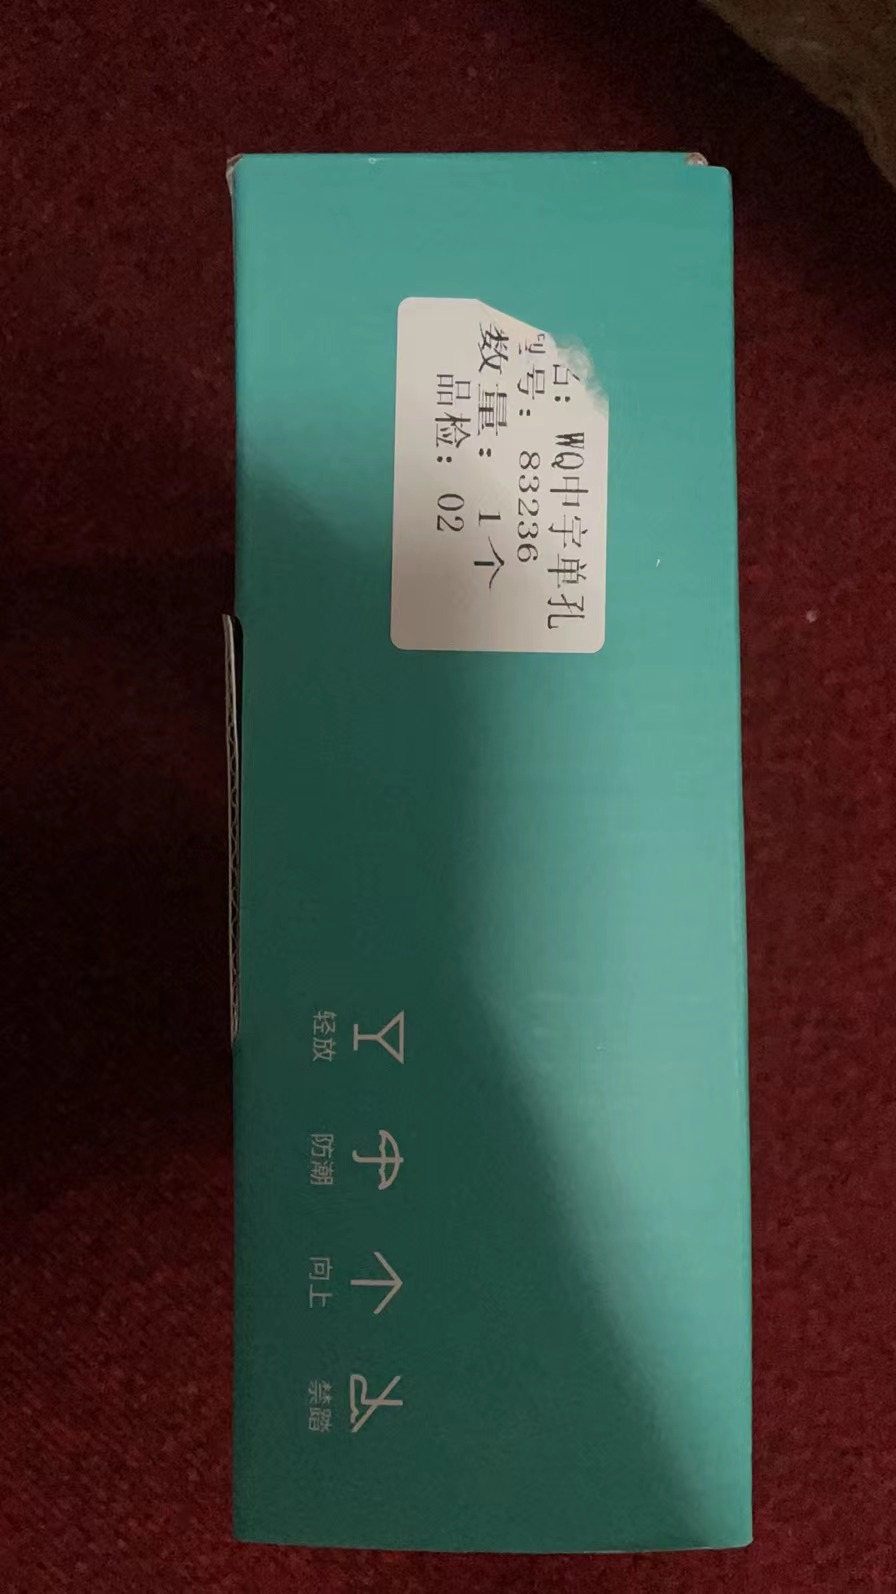 : WQ中字单孔
号: 83236
数量: 1个
品检: 02
轻放
防潮
向上
禁踏